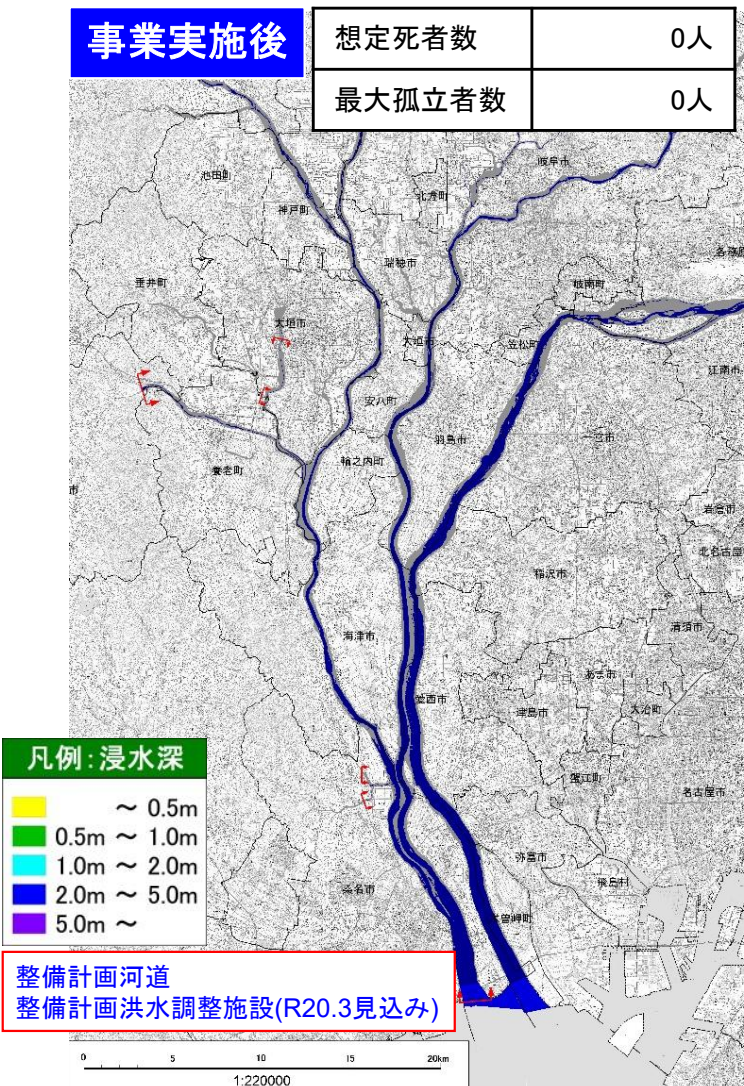 事業実施後
想定死者数 0人
最大孤立者数 0人
池田町
神戸町
北方町
岐阜市
瑞穂市
各務原
垂井町
大垣市
岐南町
大垣市
笠松町
江南市
安八町
羽島市
一宮市
養老町
輪之内町
市
岩倉市
北名古屋
稲沢市
海津市
清須市
愛西市
あま市
津島市
大治町
蟹江町
名古屋市
弥富市
飛島村
桑名市
木曽岬町
凡例:浸水深
~ 0.5m
0.5m ~ 1.0m
1.0m ~ 2.0m
2.0m ~ 5.0m
5.0m ~
整備計画河道
整備計画洪水調整施設(R20.3見込み)
0 5 10 15 20km
1:220000